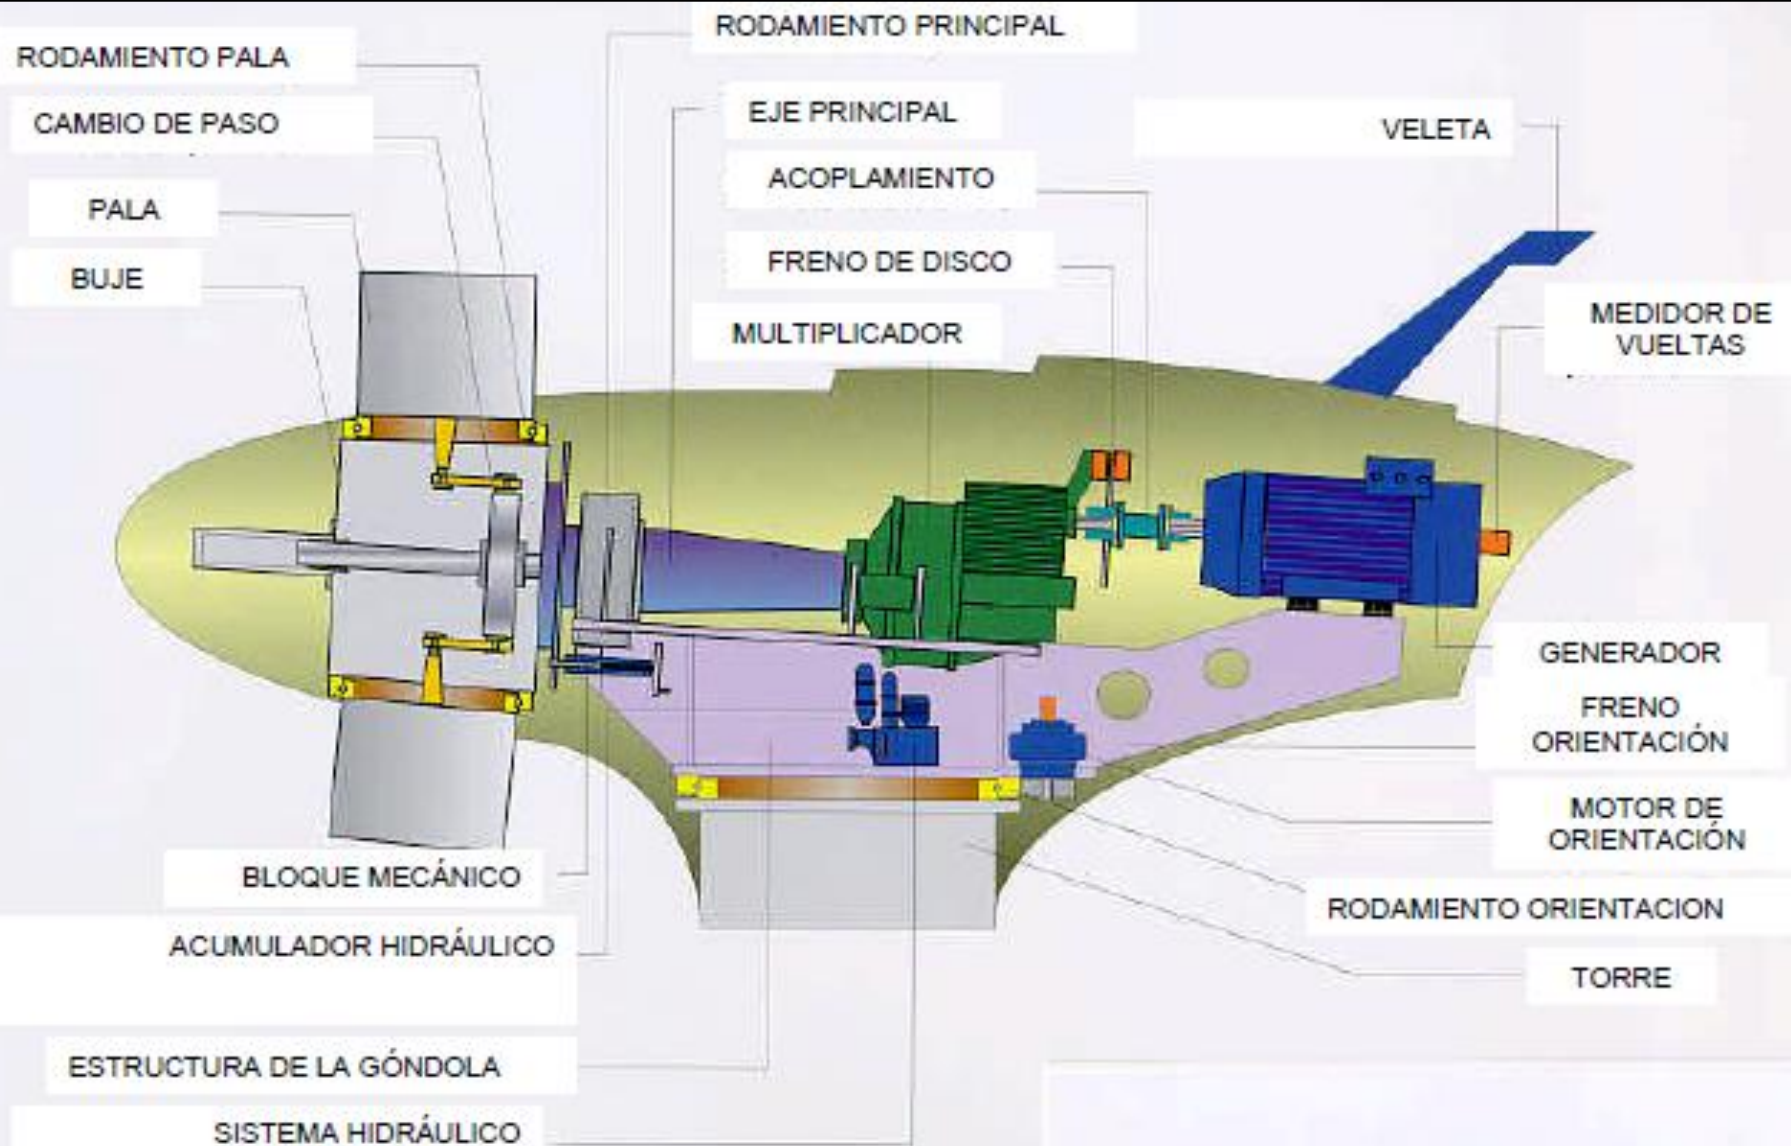 RODAMIENTO PRINCIPAL
RODAMIENTO PALA
EJE PRINCIPAL
CAMBIO DE PASO
VELETA
ACOPLAMIENTO
PALA
FRENO DE DISCO
BUJE
MULTIPLICADOR
MEDIDOR DE
VUELTAS
GENERADOR
FRENO
ORIENTACIÓN
MOTOR DE
ORIENTACIÓN
BLOQUE MECÁNICO
RODAMIENTO ORIENTACION
ACUMULADOR HIDRÁULICO
TORRE
ESTRUCTURA DE LA GÓNDOLA
SISTEMA HIDRÁULICO